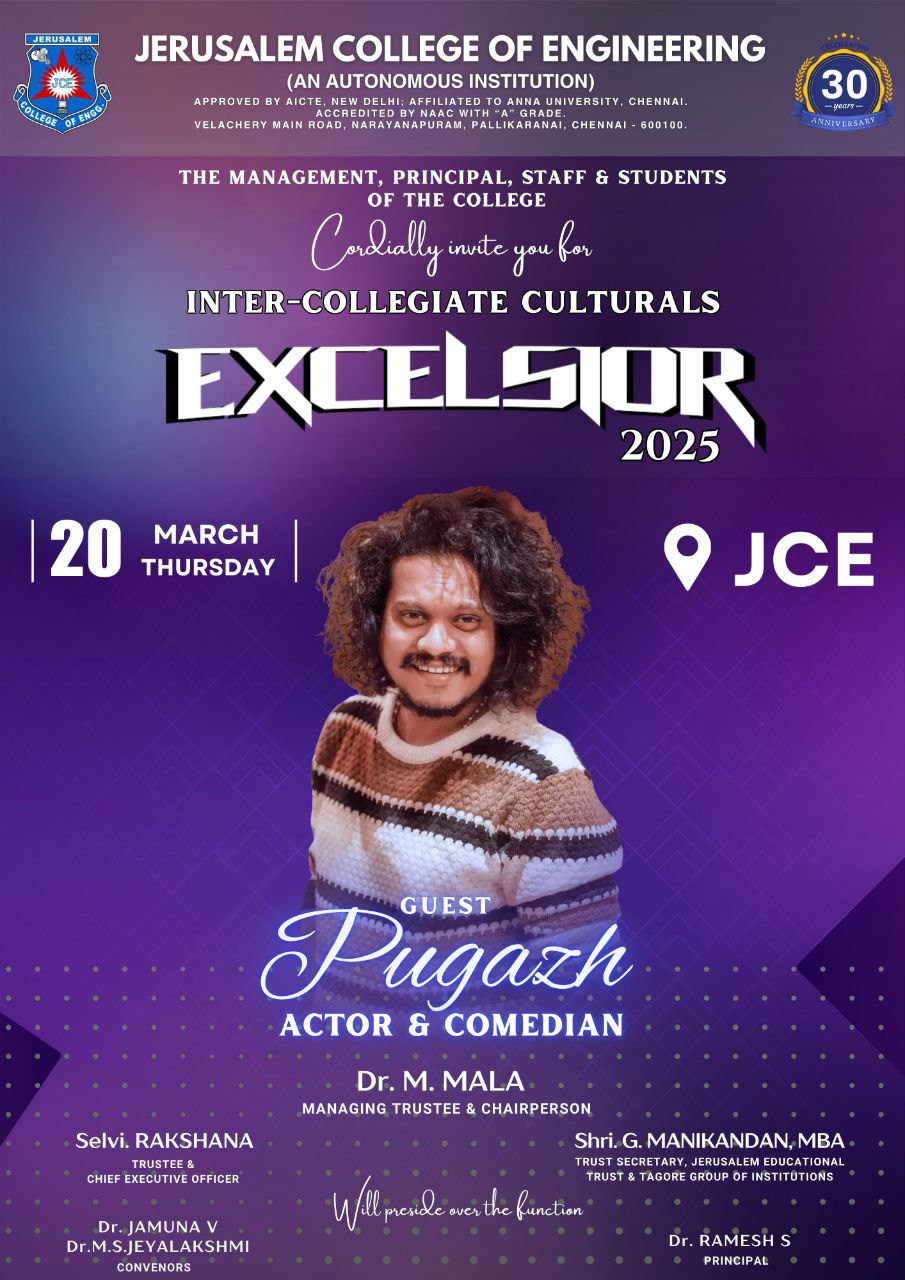 JERUSALEM
JCE
COLLEGE OF ENGG.
JERUSALEM COLLEGE OF ENGINEERING
(AN AUTONOMOUS INSTITUTION)
APPROVED BY AICTE, NEW DELHI; AFFILIATED TO ANNA UNIVERSITY, CHENNAI.
ACCREDITED BY NAAC WITH “A” GRADE.
VELACHERY MAIN ROAD, NARAYANAPURAM, PALLIKARANAI, CHENNAI - 600100.
CELEBRATING
30
years
ANNIVERSARY
THE MANAGEMENT, PRINCIPAL, STAFF & STUDENTS
OF THE COLLEGE
Cordially invite you for
INTER-COLLEGIATE CULTURALS
EXCELSIOR
2025
20 MARCH
THURSDAY
JCE
GUEST
Pugazh
ACTOR & COMEDIAN
Dr. M. MALA
MANAGING TRUSTEE & CHAIRPERSON
Selvi. RAKSHANA
TRUSTEE &
CHIEF EXECUTIVE OFFICER
Shri. G. MANIKANDAN, MBA
TRUST SECRETARY, JERUSALEM EDUCATIONAL
TRUST & TAGORE GROUP OF INSTITUTIONS
Will preside over the function
Dr. JAMUNA V
Dr.M.S.JEYALAKSHMI
CONVENORS
Dr. RAMESH S
PRINCIPAL